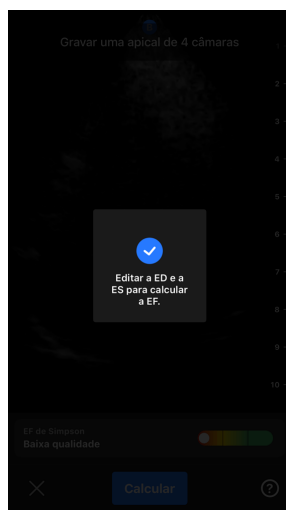 Gravar uma apical de 4 câmaras
2
3
4
5
6
7
8
9
10
Editar a ED e a
ES para calcular
a EF.
EF de Simpson
Baixa qualidade
Calcular
?